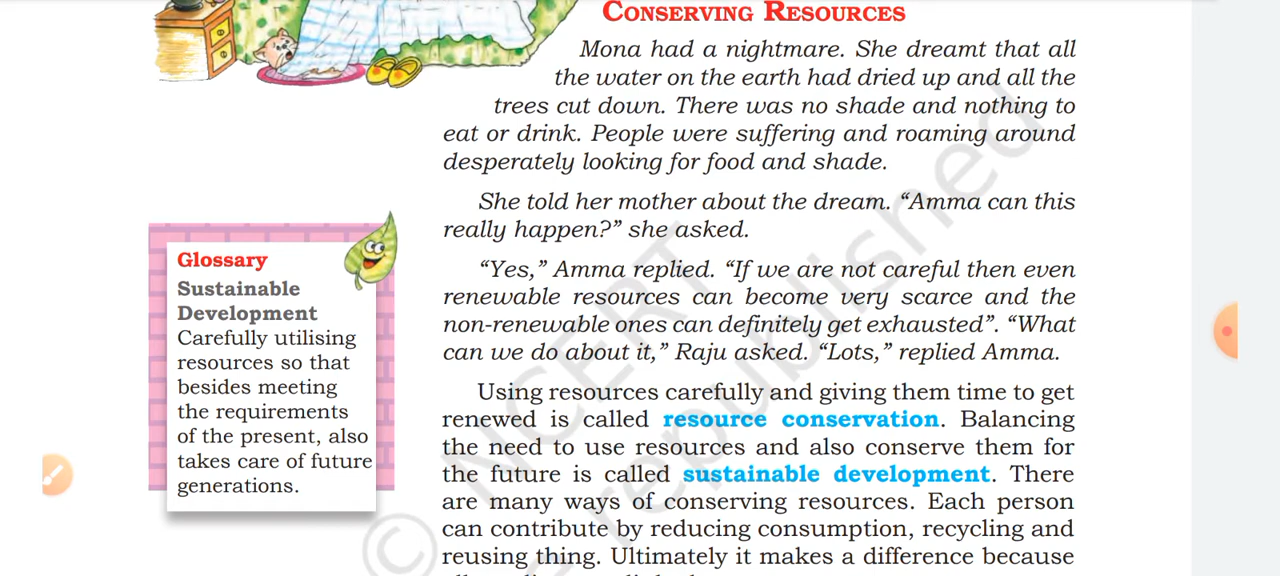 CONSERVING RESOURCES
Mona had a nightmare. She dreamt that all
the water on the earth had dried up and all the
trees cut down. There was no shade and nothing to
eat or drink. People were suffering and roaming around
desperately looking for food and shade.
She told her mother about the dream. “Amma can this
really happen?” she asked.
“Yes,” Amma replied. “If we are not careful then even
renewable resources can become very scarce and the
non-renewable ones can definitely get exhausted”. “What
can we do about it,” Raju asked. “Lots,” replied Amma.
Using resources carefully and giving them time to get
renewed is called resource conservation. Balancing
the need to use resources and also conserve them for
the future is called sustainable development. There
are many ways of conserving resources. Each person
can contribute by reducing consumption, recycling and
reusing thing. Ultimately it makes a difference because
Glossary
Sustainable
Development
Carefully utilising
resources so that
besides meeting
the requirements
of the present, also
takes care of future
generations.
© NCERT
republished